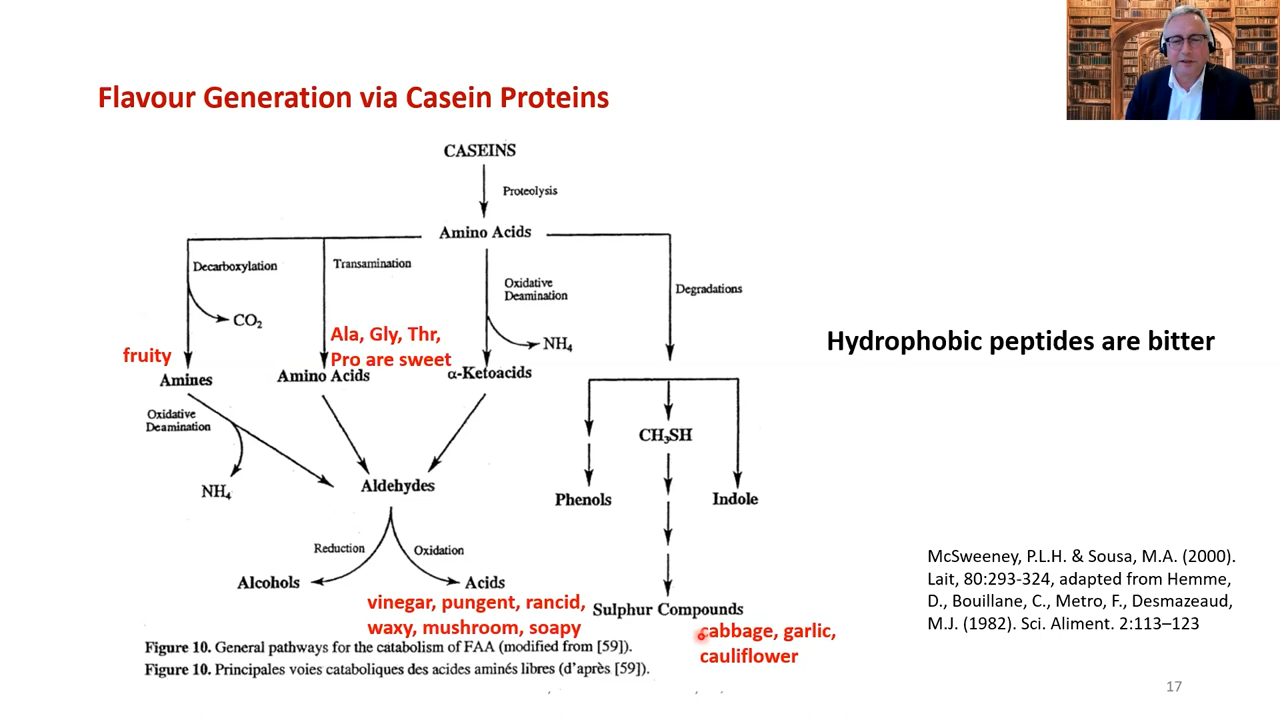 Flavour Generation via Casein Proteins
CASEINS
Proteolysis
Amino Acids
Decarboxylation
Transamination
Oxidative
Deamination
Degradations
CO2
NH4
Ala, Gly, Thr,
Pro are sweet
fruity
Amines
Amino Acids
α-Ketoacids
Hydrophobic peptides are bitter
Oxidative
Deamination
NH4
CH3SH
Aldehydes
Phenols
Indole
Reduction
Oxidation
Alcohols
Acids
vinegar, pungent, rancid,
waxy, mushroom, soapy
Sulphur Compounds
cabbage, garlic,
cauliflower
McSweeney, P.L.H. & Sousa, M.A. (2000).
Lait, 80:293-324, adapted from Hemme,
D., Bouillane, C., Metro, F., Desmazeaud,
M.J. (1982). Sci. Aliment. 2:113–123
Figure 10. General pathways for the catabolism of FAA (modified from [59]).
Figure 10. Principales voies cataboliques des acides aminés libres (d'après [59]).
17